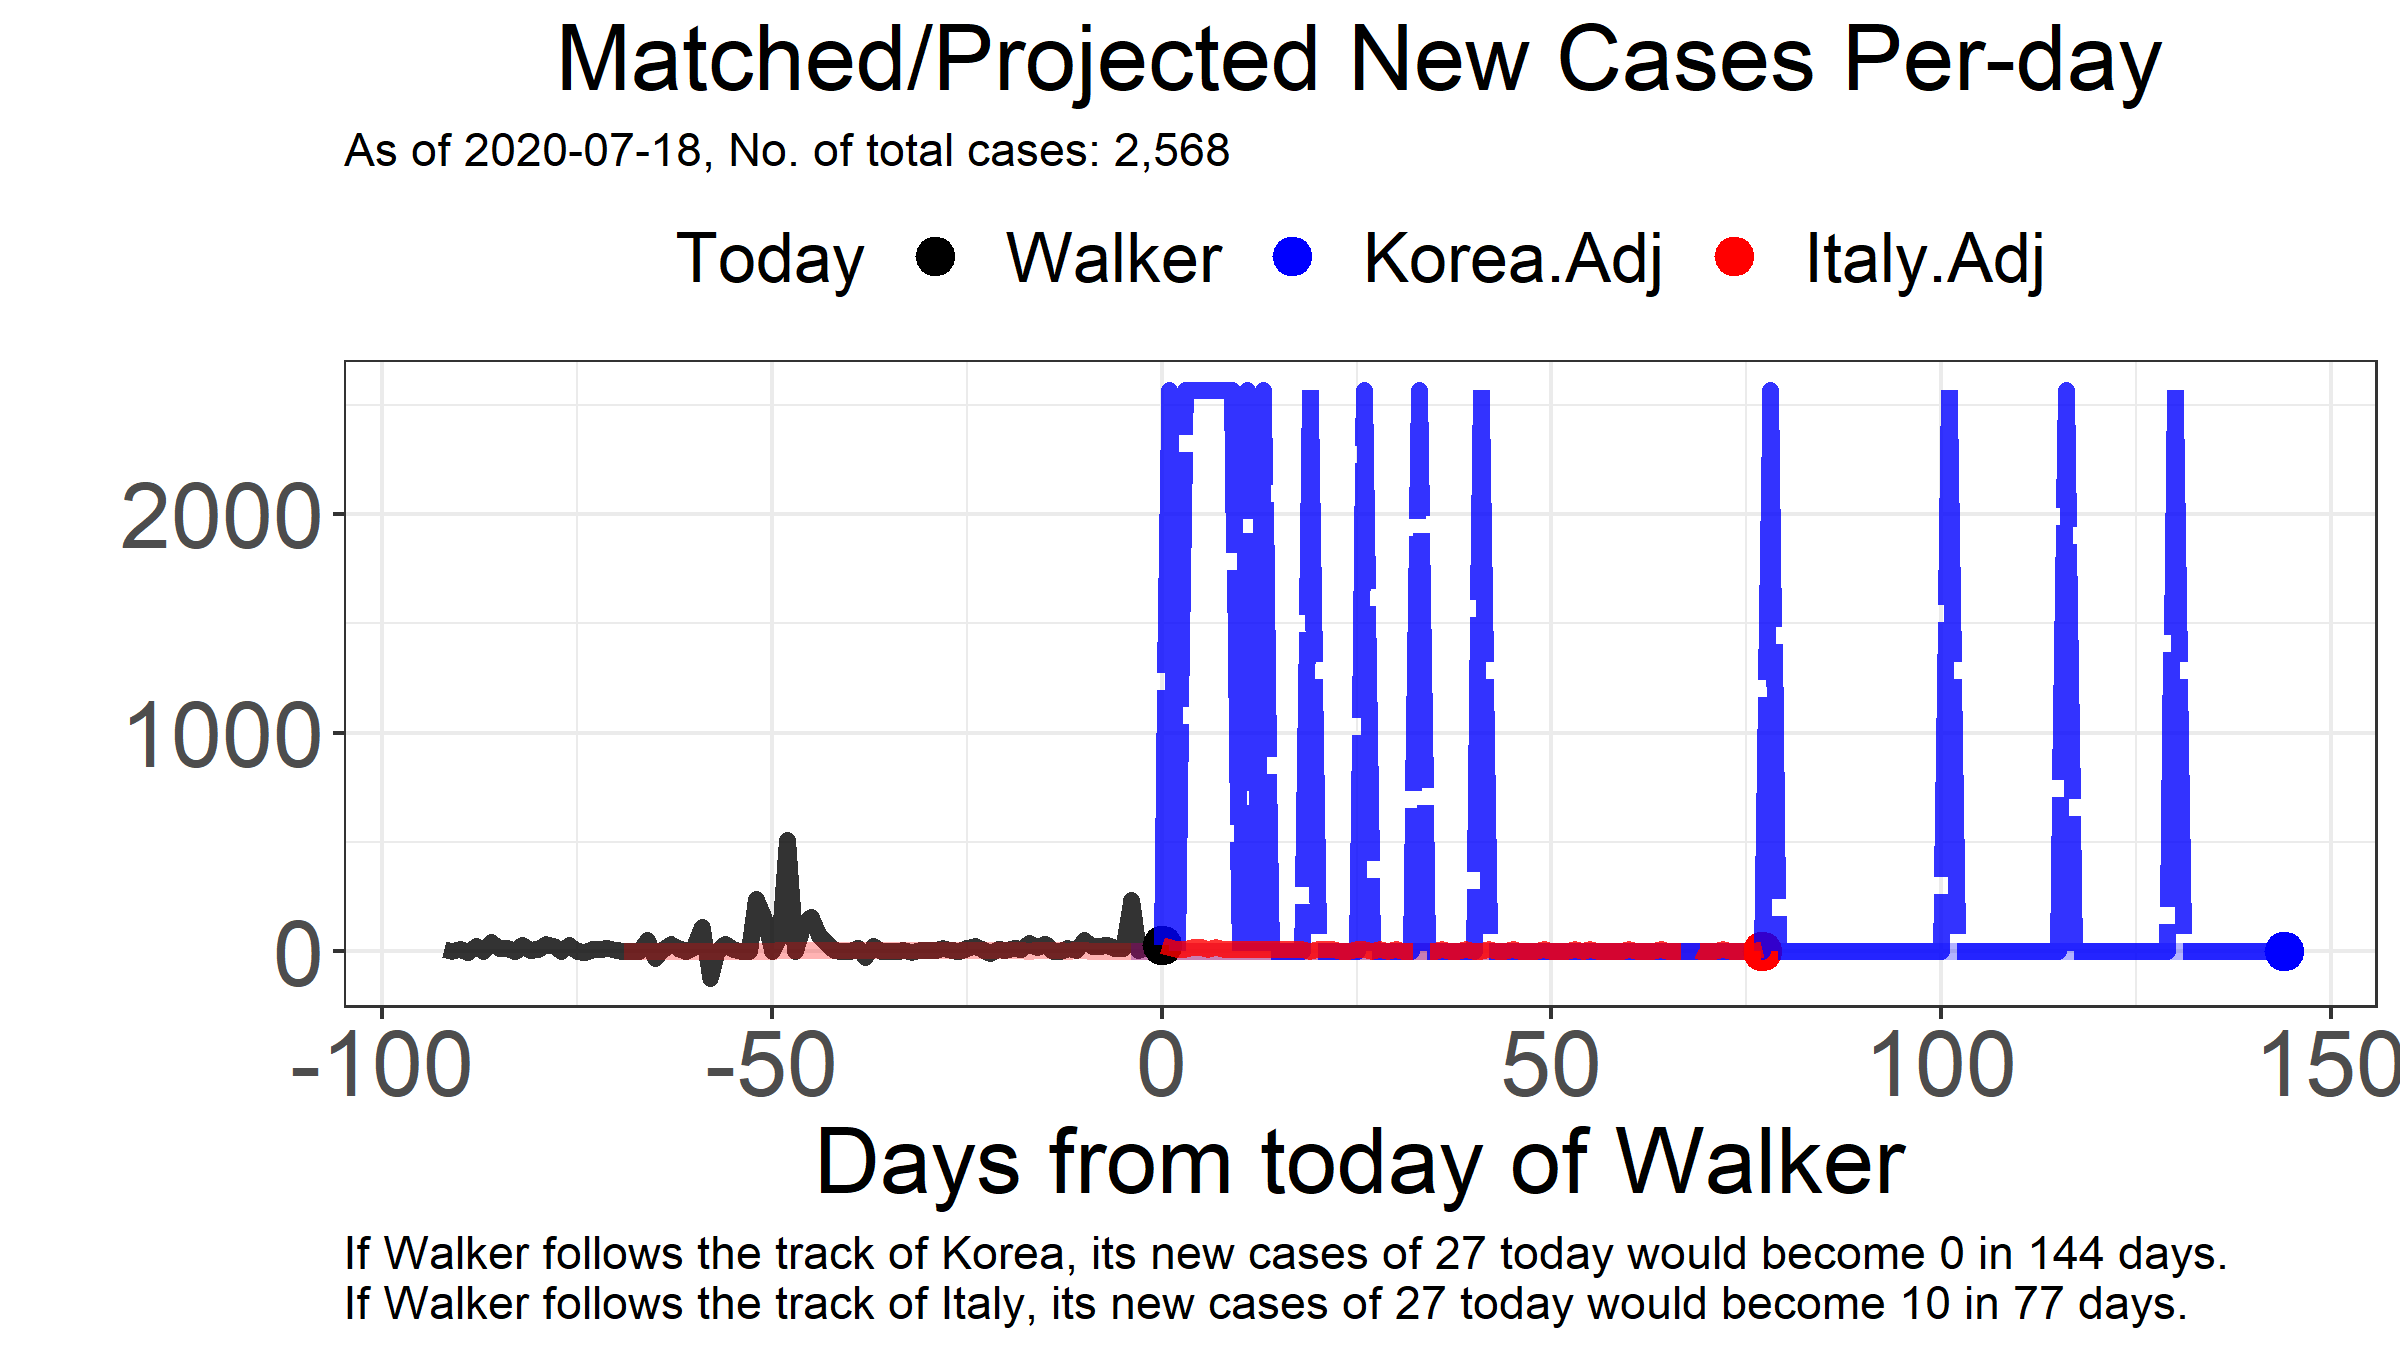 Matched/Projected New Cases Per-day
As of 2020-07-18, No. of total cases: 2,568
Today Walker Korea.Adj Italy.Adj
2000
1000
0
-100 -50 0 50 100 150
Days from today of Walker
If Walker follows the track of Korea, its new cases of 27 today would become 0 in 144 days.
If Walker follows the track of Italy, its new cases of 27 today would become 10 in 77 days.